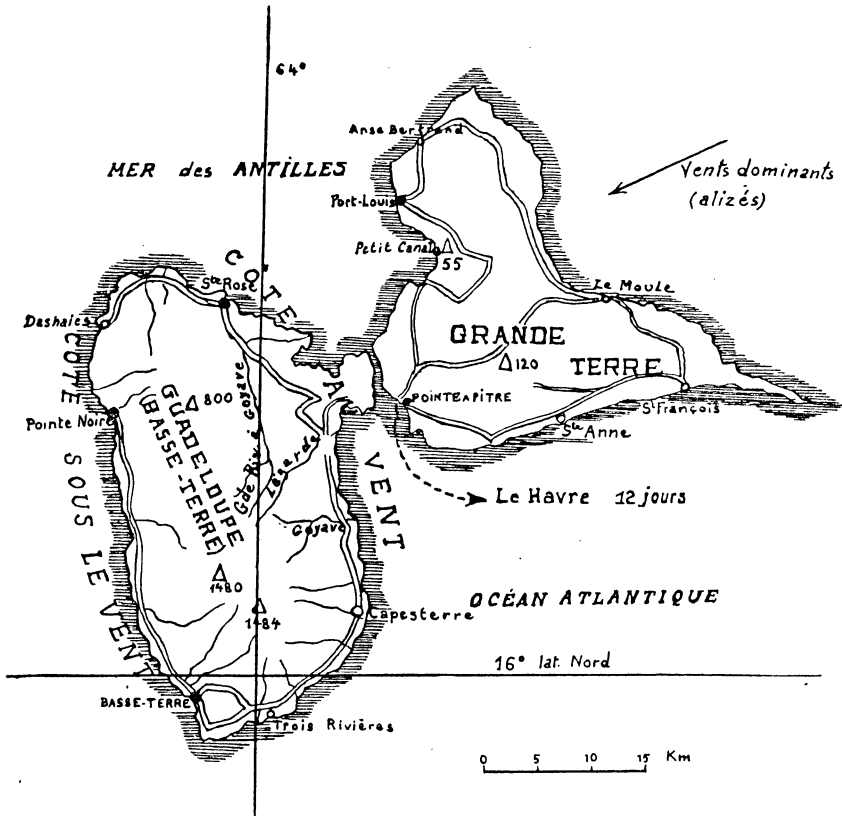 64°
Anse Bertrand
MER des ANTILLES
Vents dominants
(alizés)
Port-Louis
Petit Canal
55
CÔTE AU VENT
Ste Rose
Le Moule
Deshaies
GRANDE
TERRE
120
CÔTE SOUS LE VENT
800
POINTE A PITRE
Pointe Noire
St François
Ste Anne
GUADELOUPE
(BASSE-TERRE)
Gde Riv. à Goyave
Lézarde
Le Havre 12 jours
Goyave
1480
1484
Capesterre
OCÉAN ATLANTIQUE
16° lat. Nord
BASSE-TERRE
Trois Rivières
0 5 10 15 Km